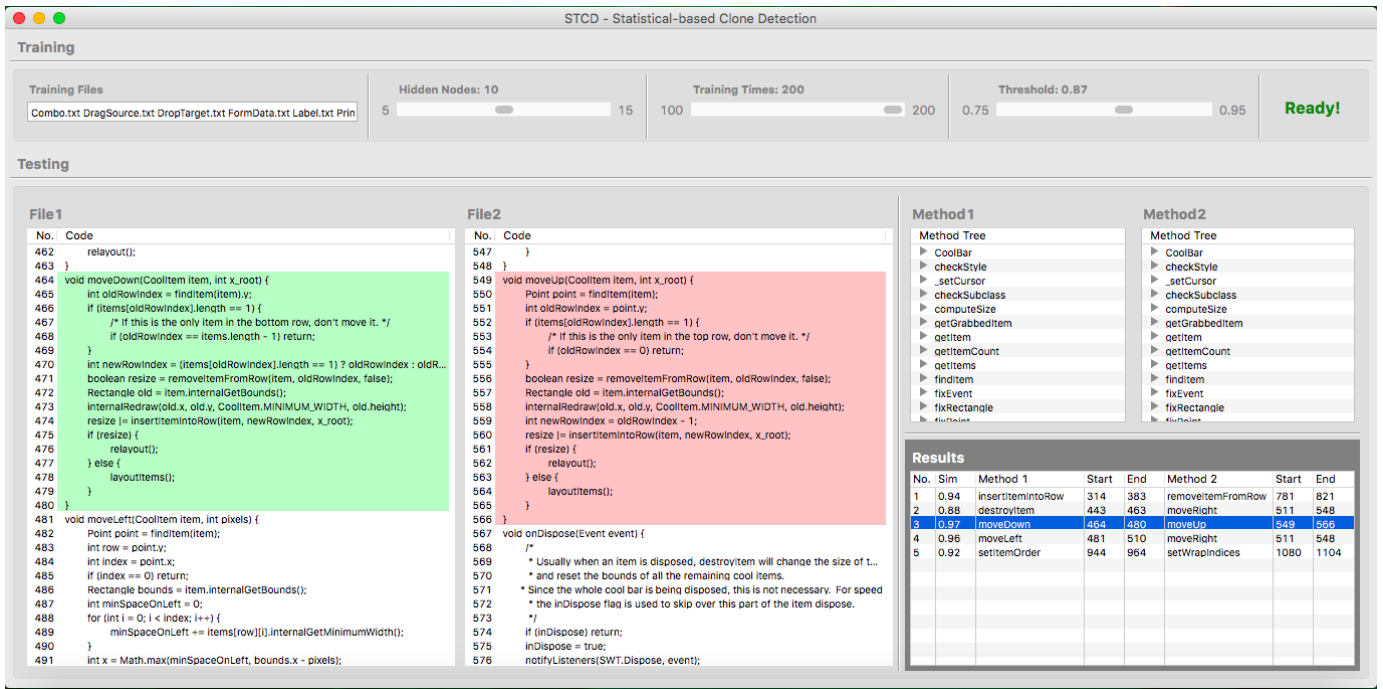 STCD - Statistical-based Clone Detection
Training
Training Files
Combo.txt DragSource.txt DropTarget.txt FormData.txt Label.txt Prin
Hidden Nodes: 10
5 15
Training Times: 200
100 200
Threshold: 0.87
0.75 0.95
Ready!
Testing
File1
No. Code
462 relayout();
463 }
464 void moveDown(CoolItem item, int x_root) {
465 int oldRowIndex = findItem(item).y;
466 if (items[oldRowIndex].length == 1) {
467 /* If this is the only item in the bottom row, don't move it. */
468 if (oldRowIndex == items.length - 1) return;
469 }
470 int newRowIndex = (items[oldRowIndex].length == 1) ? oldRowIndex : oldR...
471 boolean resize = removeItemFromRow(item, oldRowIndex, false);
472 Rectangle old = item.internalGetBounds();
473 internalRedraw(old.x, old.y, CoolItem.MINIMUM_WIDTH, old.height);
474 resize |= insertItemIntoRow(item, newRowIndex, x_root);
475 if (resize) {
476 relayout();
477 } else {
478 layoutItems();
479 }
480 }
481 void moveLeft(CoolItem item, int pixels) {
482 Point point = findItem(item);
483 int row = point.y;
484 int index = point.x;
485 if (index == 0) return;
486 Rectangle bounds = item.internalGetBounds();
487 int minSpaceOnLeft = 0;
488 for (int i = 0; i < index; i++) {
489 minSpaceOnLeft += items[row][i].internalGetMinimumWidth();
490 }
491 int x = Math.max(minSpaceOnLeft, bounds.x - pixels);
File2
No. Code
547 }
548 }
549 void moveUp(CoolItem item, int x_root) {
550 Point point = findItem(item);
551 int oldRowIndex = point.y;
552 if (items[oldRowIndex].length == 1) {
553 /* If this is the only item in the top row, don't move it. */
554 if (oldRowIndex == 0) return;
555 }
556 boolean resize = removeItemFromRow(item, oldRowIndex, false);
557 Rectangle old = item.internalGetBounds();
558 internalRedraw(old.x, old.y, CoolItem.MINIMUM_WIDTH, old.height);
559 int newRowIndex = oldRowIndex - 1;
560 resize |= insertItemIntoRow(item, newRowIndex, x_root);
561 if (resize) {
562 relayout();
563 } else {
564 layoutItems();
565 }
566 }
567 void onDispose(Event event) {
568 /*
569 * Usually when an item is disposed, destroyItem will change the size of t...
570 * and reset the bounds of all the remaining cool items.
571 * Since the whole cool bar is being disposed, this is not necessary. For speed
572 * the inDispose flag is used to skip over this part of the item dispose.
573 */
574 if (inDispose) return;
575 inDispose = true;
576 notifyListeners(SWT.Dispose, event);
Method1
Method Tree
CoolBar
checkStyle
_setCursor
checkSubclass
computeSize
getGrabbedItem
getItem
getItemCount
getItems
findItem
fixEvent
fixRectangle
fixPoint
Method2
Method Tree
CoolBar
checkStyle
_setCursor
checkSubclass
computeSize
getGrabbedItem
getItem
getItemCount
getItems
findItem
fixEvent
fixRectangle
fixPoint
Results
No. Sim Method 1 Start End Method 2 Start End
1 0.94 insertItemIntoRow 314 383 removeItemFromRow 781 821
2 0.88 destroyItem 443 463 moveRight 511 548
3 0.97 moveDown 464 480 moveUp 549 566
4 0.96 moveLeft 481 510 moveRight 511 548
5 0.92 setItemOrder 944 964 setWrapIndices 1080 1104